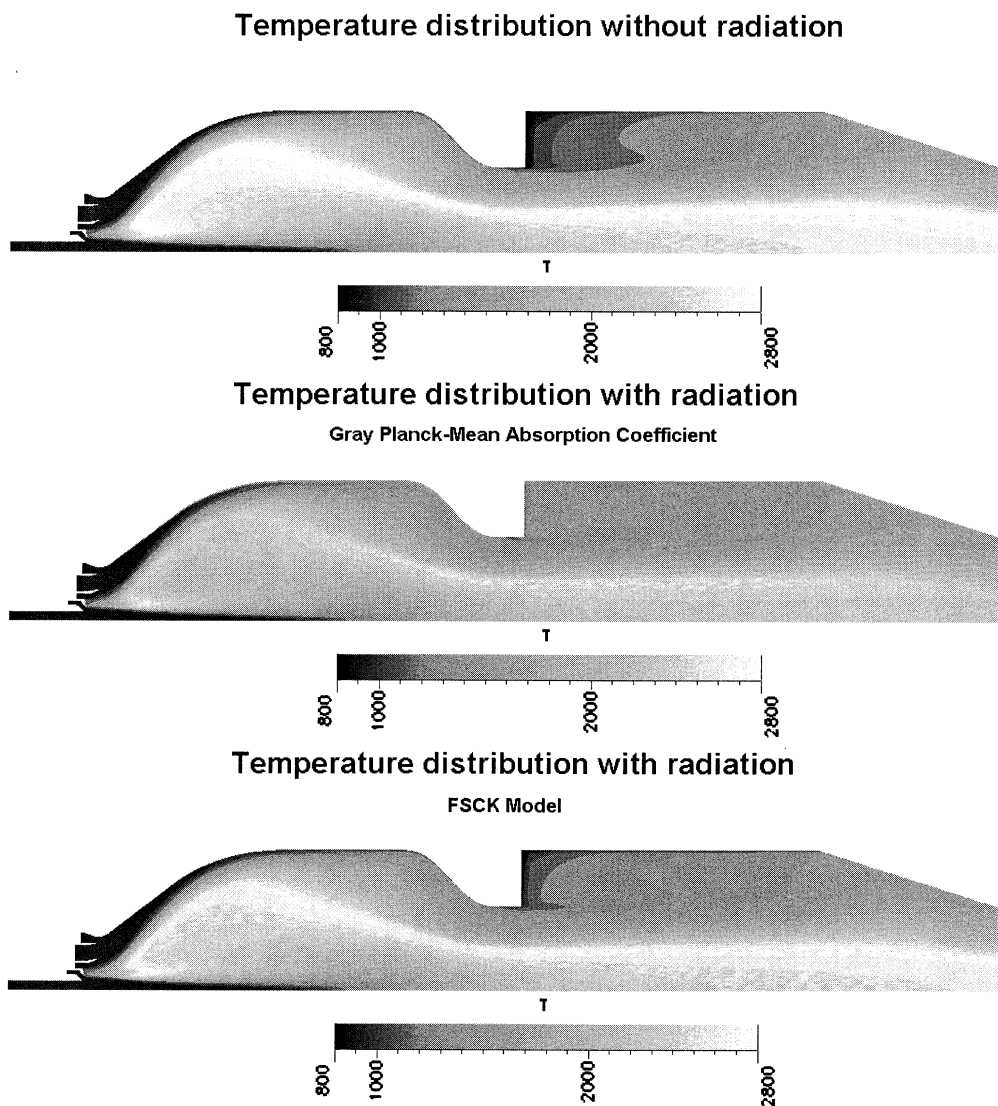 Temperature distribution without radiation
T
800 1000 2000 2800
Temperature distribution with radiation
Gray Planck-Mean Absorption Coefficient
T
800 1000 2000 2800
Temperature distribution with radiation
FSCK Model
T
800 1000 2000 2800